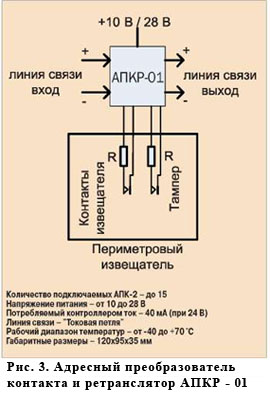 +10 В / 28 В
+
+
ЛИНИЯ СВЯЗИ
ВХОД
АПКР-01
ЛИНИЯ СВЯЗИ
ВЫХОД
-
-
R
R
Контакты
извещателя
Тампер
Периметровый
извещатель
Количество подключаемых АПК-2 – до 15
Напряжение питания – от 10 до 28 В
Потребляемый контроллером ток – 40 мА (при 24 В)
Линия связи – "Токовая петля"
Рабочий диапазон температур – от -40 до +70˚С
Габаритные размеры – 120х95х35 мм
Рис. 3. Адресный преобразователь
контакта и ретранслятор АПКР - 01